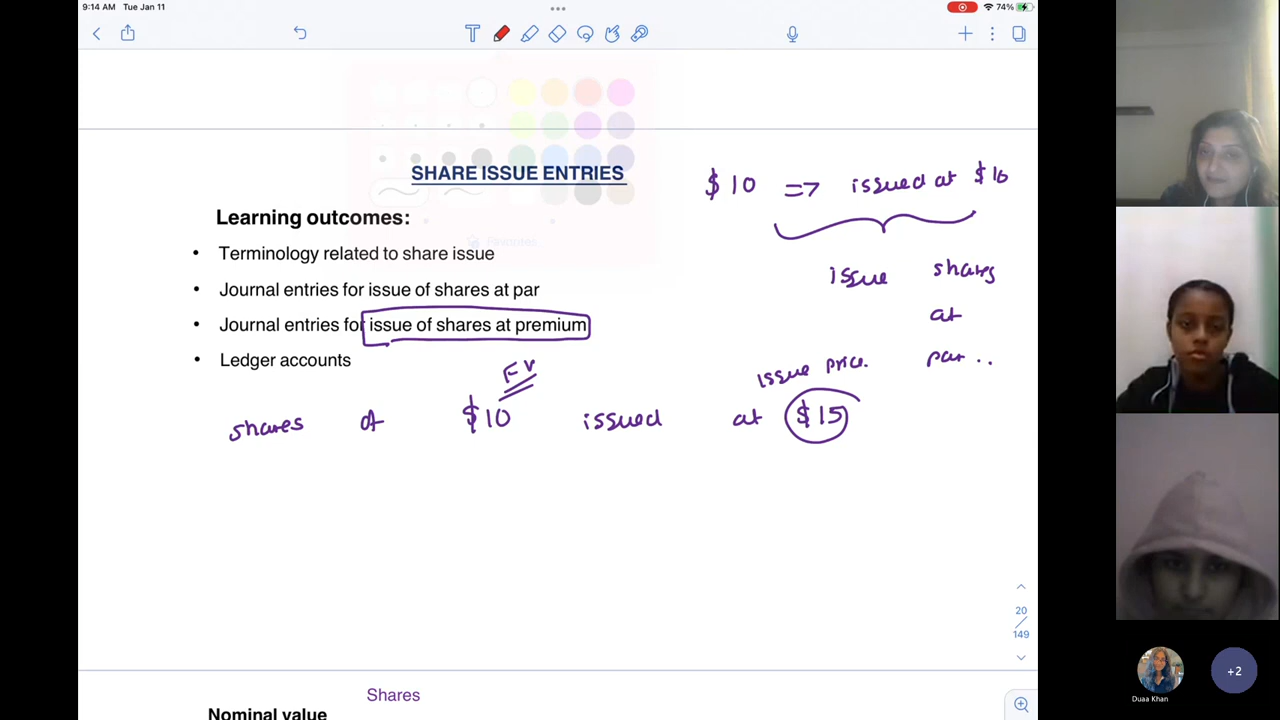 9:14 AM Tue Jan 11
74%
SHARE ISSUE ENTRIES
$10 => issued at $10
Learning outcomes:
• Terminology related to share issue
issue shares
• Journal entries for issue of shares at par
at
• Journal entries for issue of shares at premium
par ..
• Ledger accounts
FV
issue price.
shares of $10 issued at $15
Favorites
20
149
Shares
Nominal value
Duaa Khan
+2